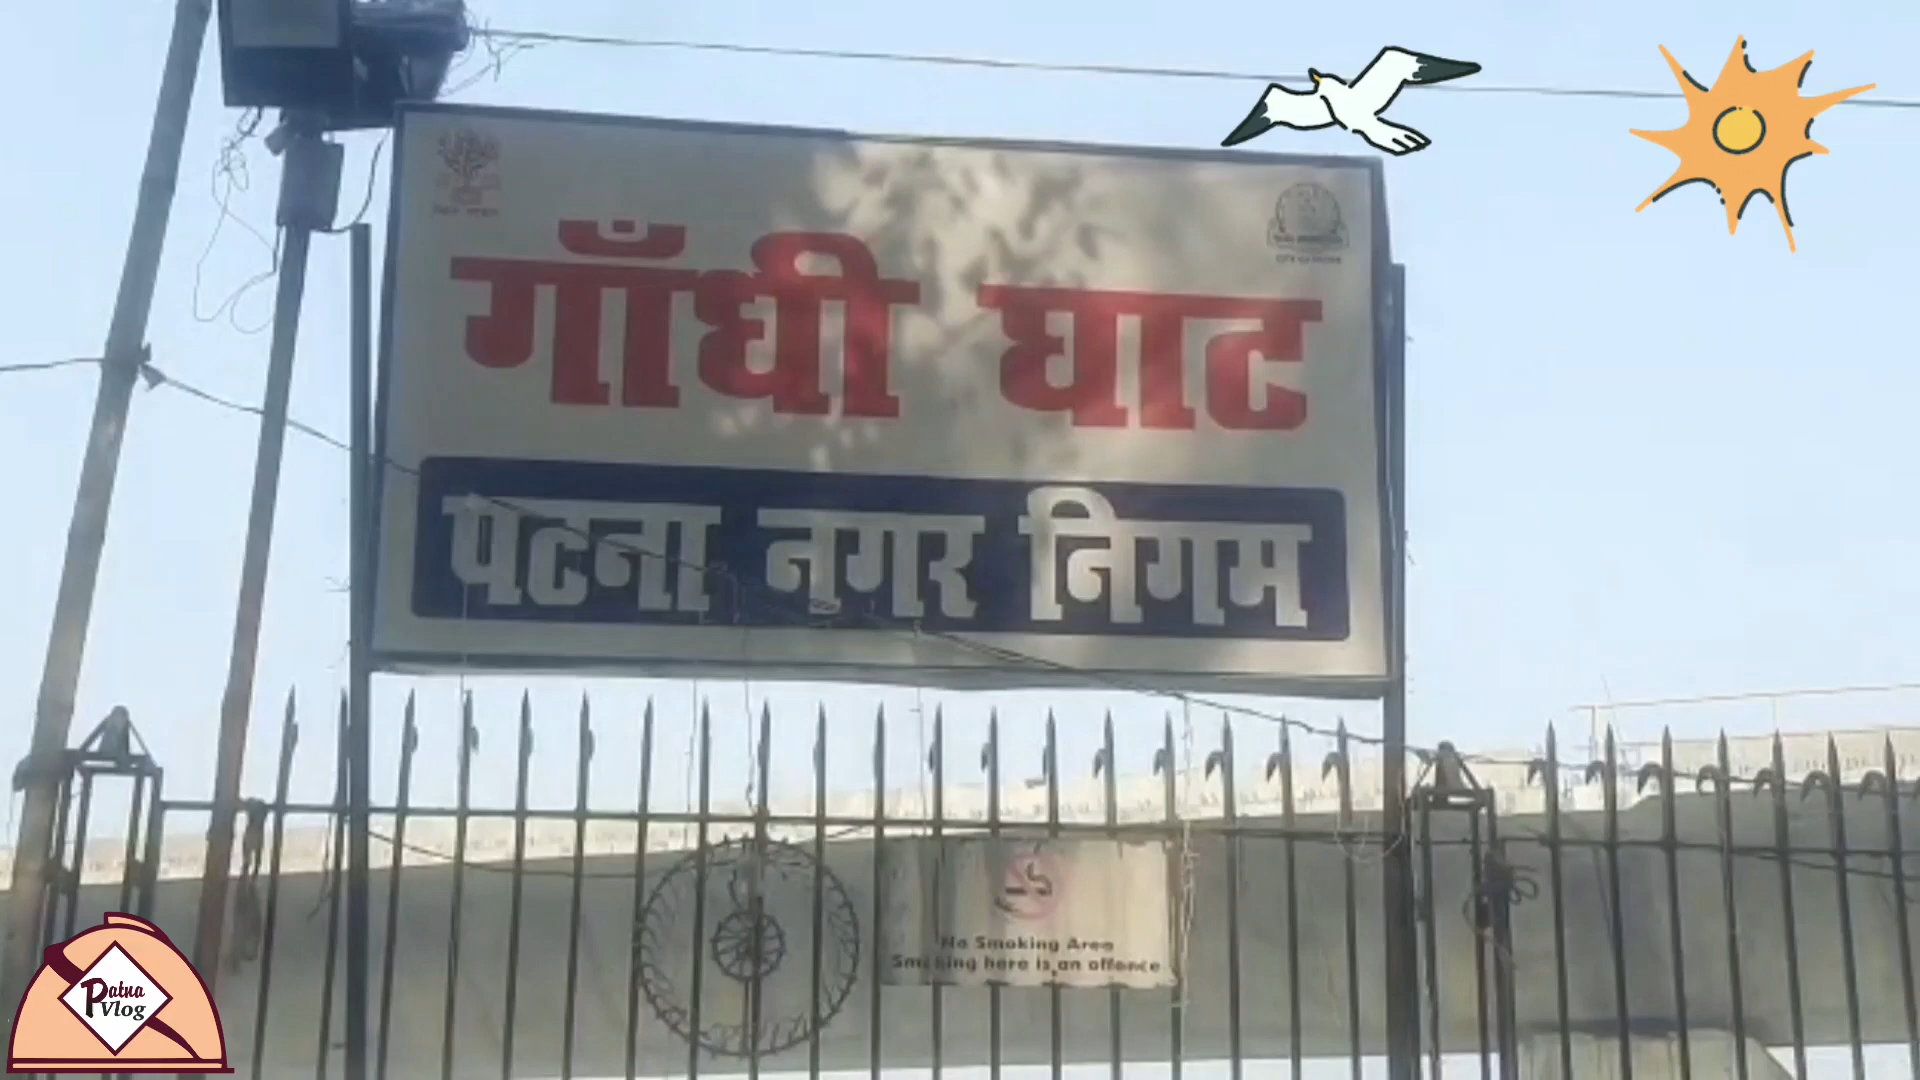 गाँधी घाट
पटना नगर निगम
No Smoking Area
Smoking here is an offence
Patna
Vlog